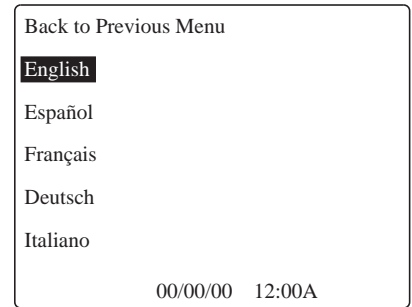 Back to Previous Menu
English
Español
Français
Deutsch
Italiano
00/00/00 12:00A